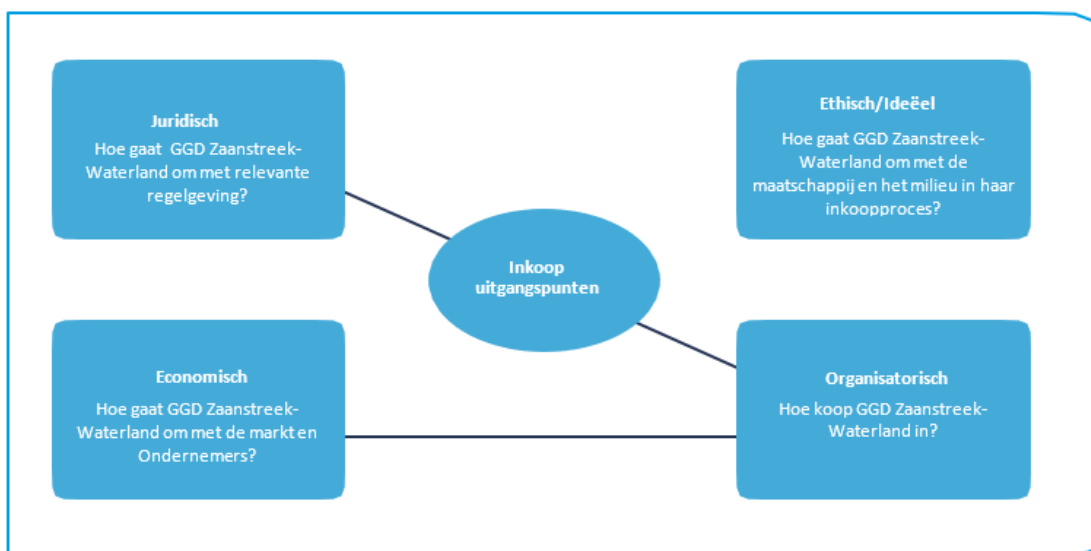 Juridisch
Hoe gaat GGD Zaanstreek-
Waterland om met relevante
regelgeving?
Ethisch/Ideëel
Hoe gaat GGD Zaanstreek-
Waterland om met de
maatschappij en het milieu in haar
inkoopproces?
Inkoop
uitgangspunten
Economisch
Hoe gaat GGD Zaanstreek-
Waterland om met de markt en
Ondernemers?
Organisatorisch
Hoe koop GGD Zaanstreek-
Waterland in?